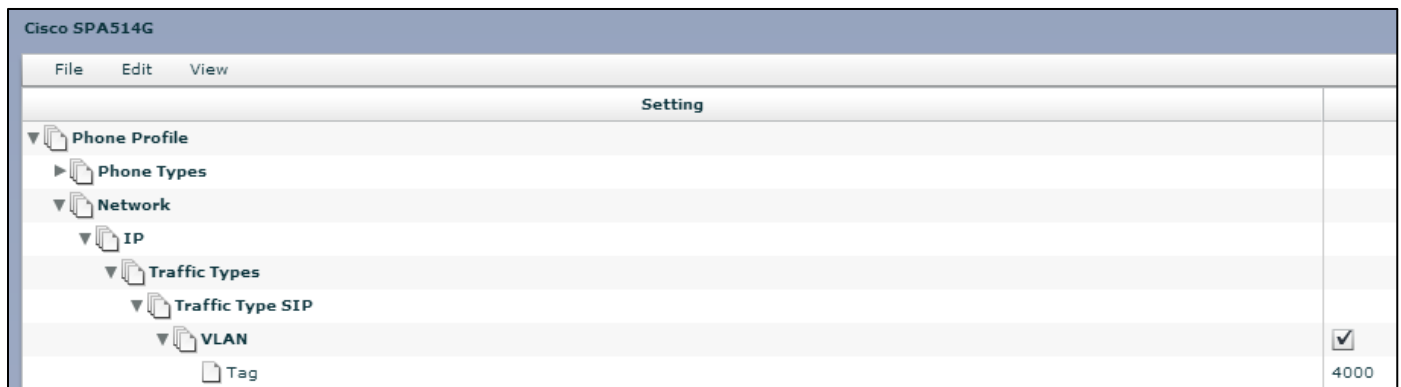 Cisco SPA514G
File Edit View
Setting
Phone Profile
Phone Types
Network
IP
Traffic Types
Traffic Type SIP
VLAN
Tag 4000